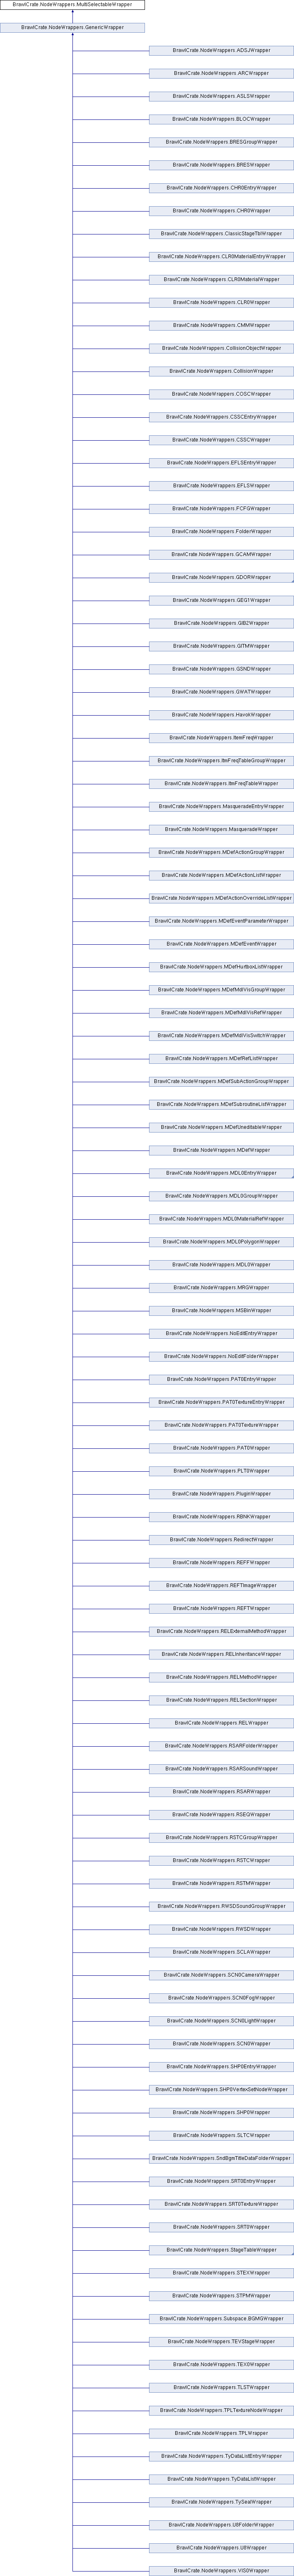 BrawlCrate.NodeWrappers.MultiSelectableWrapper
BrawlCrate.NodeWrappers.GenericWrapper
BrawlCrate.NodeWrappers.ADSJWrapper
BrawlCrate.NodeWrappers.ARCWrapper
BrawlCrate.NodeWrappers.ASLSWrapper
BrawlCrate.NodeWrappers.BLOCWrapper
BrawlCrate.NodeWrappers.BRESGroupWrapper
BrawlCrate.NodeWrappers.BRESWrapper
BrawlCrate.NodeWrappers.CHR0EntryWrapper
BrawlCrate.NodeWrappers.CHR0Wrapper
BrawlCrate.NodeWrappers.ClassicStageTblWrapper
BrawlCrate.NodeWrappers.CLR0MaterialEntryWrapper
BrawlCrate.NodeWrappers.CLR0MaterialWrapper
BrawlCrate.NodeWrappers.CLR0Wrapper
BrawlCrate.NodeWrappers.CMMWrapper
BrawlCrate.NodeWrappers.CollisionObjectWrapper
BrawlCrate.NodeWrappers.CollisionWrapper
BrawlCrate.NodeWrappers.COSCWrapper
BrawlCrate.NodeWrappers.CSSCEntryWrapper
BrawlCrate.NodeWrappers.CSSCWrapper
BrawlCrate.NodeWrappers.EFLSEntryWrapper
BrawlCrate.NodeWrappers.EFLSWrapper
BrawlCrate.NodeWrappers.FCFGWrapper
BrawlCrate.NodeWrappers.FolderWrapper
BrawlCrate.NodeWrappers.GCAMWrapper
BrawlCrate.NodeWrappers.GDORWrapper
BrawlCrate.NodeWrappers.GEG1Wrapper
BrawlCrate.NodeWrappers.GIB2Wrapper
BrawlCrate.NodeWrappers.GITMWrapper
BrawlCrate.NodeWrappers.GSNDWrapper
BrawlCrate.NodeWrappers.GWATWrapper
BrawlCrate.NodeWrappers.HavokWrapper
BrawlCrate.NodeWrappers.ItemFreqWrapper
BrawlCrate.NodeWrappers.ItmFreqTableGroupWrapper
BrawlCrate.NodeWrappers.ItmFreqTableWrapper
BrawlCrate.NodeWrappers.MasqueradeEntryWrapper
BrawlCrate.NodeWrappers.MasqueradeWrapper
BrawlCrate.NodeWrappers.MDefActionGroupWrapper
BrawlCrate.NodeWrappers.MDefActionListWrapper
BrawlCrate.NodeWrappers.MDefActionOverrideListWrapper
BrawlCrate.NodeWrappers.MDefEventParameterWrapper
BrawlCrate.NodeWrappers.MDefEventWrapper
BrawlCrate.NodeWrappers.MDefHurtboxListWrapper
BrawlCrate.NodeWrappers.MDefMdlVisGroupWrapper
BrawlCrate.NodeWrappers.MDefMdlVisRefWrapper
BrawlCrate.NodeWrappers.MDefMdlVisSwitchWrapper
BrawlCrate.NodeWrappers.MDefRefListWrapper
BrawlCrate.NodeWrappers.MDefSubActionGroupWrapper
BrawlCrate.NodeWrappers.MDefSubroutineListWrapper
BrawlCrate.NodeWrappers.MDefUneditableWrapper
BrawlCrate.NodeWrappers.MDefWrapper
BrawlCrate.NodeWrappers.MDL0EntryWrapper
BrawlCrate.NodeWrappers.MDL0GroupWrapper
BrawlCrate.NodeWrappers.MDL0MaterialRefWrapper
BrawlCrate.NodeWrappers.MDL0PolygonWrapper
BrawlCrate.NodeWrappers.MDL0Wrapper
BrawlCrate.NodeWrappers.MRGWrapper
BrawlCrate.NodeWrappers.MSBinWrapper
BrawlCrate.NodeWrappers.NoEditEntryWrapper
BrawlCrate.NodeWrappers.NoEditFolderWrapper
BrawlCrate.NodeWrappers.PAT0EntryWrapper
BrawlCrate.NodeWrappers.PAT0TextureEntryWrapper
BrawlCrate.NodeWrappers.PAT0TextureWrapper
BrawlCrate.NodeWrappers.PAT0Wrapper
BrawlCrate.NodeWrappers.PLT0Wrapper
BrawlCrate.NodeWrappers.PluginWrapper
BrawlCrate.NodeWrappers.RBNKWrapper
BrawlCrate.NodeWrappers.RedirectWrapper
BrawlCrate.NodeWrappers.REFFWrapper
BrawlCrate.NodeWrappers.REFTImageWrapper
BrawlCrate.NodeWrappers.REFTWrapper
BrawlCrate.NodeWrappers.RELExternalMethodWrapper
BrawlCrate.NodeWrappers.RELInheritanceWrapper
BrawlCrate.NodeWrappers.RELMethodWrapper
BrawlCrate.NodeWrappers.RELSectionWrapper
BrawlCrate.NodeWrappers.RELWrapper
BrawlCrate.NodeWrappers.RSARFolderWrapper
BrawlCrate.NodeWrappers.RSARSoundWrapper
BrawlCrate.NodeWrappers.RSARWrapper
BrawlCrate.NodeWrappers.RSEQWrapper
BrawlCrate.NodeWrappers.RSTCGroupWrapper
BrawlCrate.NodeWrappers.RSTCWrapper
BrawlCrate.NodeWrappers.RSTMWrapper
BrawlCrate.NodeWrappers.RWSDSoundGroupWrapper
BrawlCrate.NodeWrappers.RWSDWrapper
BrawlCrate.NodeWrappers.SCLAWrapper
BrawlCrate.NodeWrappers.SCN0CameraWrapper
BrawlCrate.NodeWrappers.SCN0FogWrapper
BrawlCrate.NodeWrappers.SCN0LightWrapper
BrawlCrate.NodeWrappers.SCN0Wrapper
BrawlCrate.NodeWrappers.SHP0EntryWrapper
BrawlCrate.NodeWrappers.SHP0VertexSetNodeWrapper
BrawlCrate.NodeWrappers.SHP0Wrapper
BrawlCrate.NodeWrappers.SLTCWrapper
BrawlCrate.NodeWrappers.SndBgmTitleDataFolderWrapper
BrawlCrate.NodeWrappers.SRT0EntryWrapper
BrawlCrate.NodeWrappers.SRT0TextureWrapper
BrawlCrate.NodeWrappers.SRT0Wrapper
BrawlCrate.NodeWrappers.StageTableWrapper
BrawlCrate.NodeWrappers.STEXWrapper
BrawlCrate.NodeWrappers.STPMWrapper
BrawlCrate.NodeWrappers.Subspace.BGMGWrapper
BrawlCrate.NodeWrappers.TEVStageWrapper
BrawlCrate.NodeWrappers.TEX0Wrapper
BrawlCrate.NodeWrappers.TLSTWrapper
BrawlCrate.NodeWrappers.TPLTextureNodeWrapper
BrawlCrate.NodeWrappers.TPLWrapper
BrawlCrate.NodeWrappers.TyDataListEntryWrapper
BrawlCrate.NodeWrappers.TyDataListWrapper
BrawlCrate.NodeWrappers.TySealWrapper
BrawlCrate.NodeWrappers.U8FolderWrapper
BrawlCrate.NodeWrappers.U8Wrapper
BrawlCrate.NodeWrappers.VIS0Wrapper